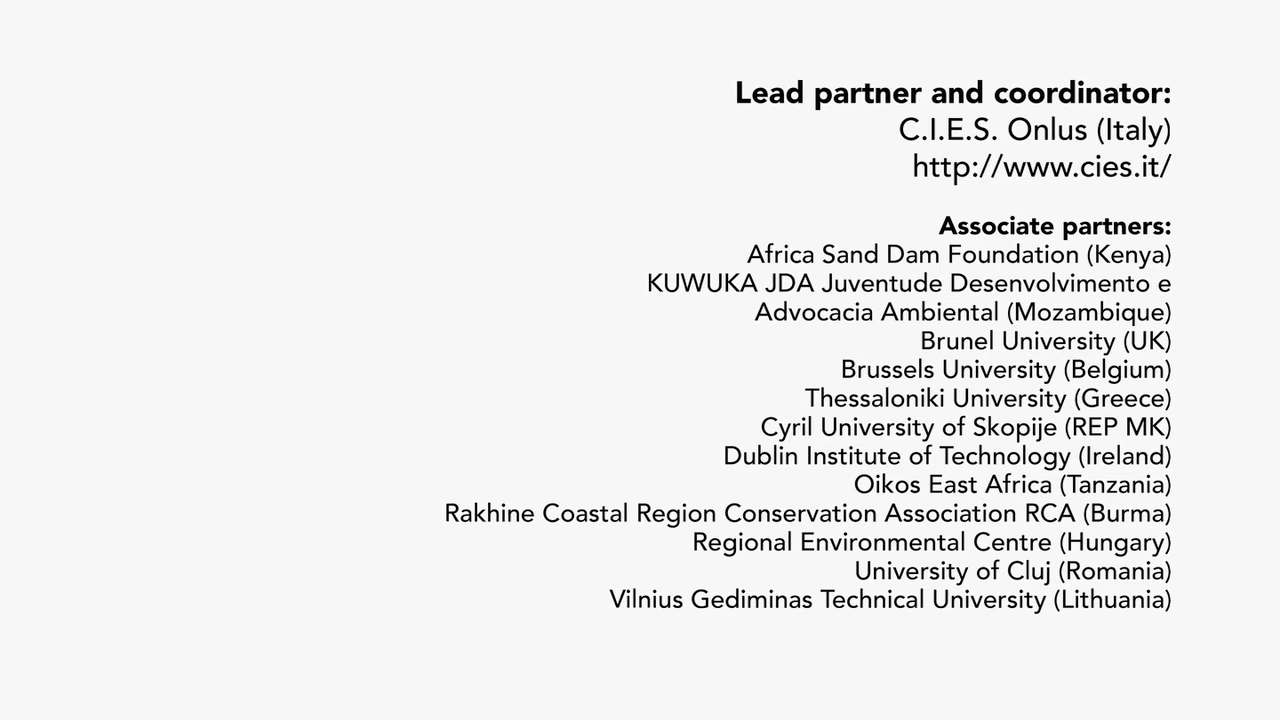 Lead partner and coordinator:
C.I.E.S. Onlus (Italy)
http://www.cies.it/
Associate partners:
Africa Sand Dam Foundation (Kenya)
KUWUKA JDA Juventude Desenvolvimento e
Advocacia Ambiental (Mozambique)
Brunel University (UK)
Brussels University (Belgium)
Thessaloniki University (Greece)
Cyril University of Skopije (REP MK)
Dublin Institute of Technology (Ireland)
Oikos East Africa (Tanzania)
Rakhine Coastal Region Conservation Association RCA (Burma)
Regional Environmental Centre (Hungary)
University of Cluj (Romania)
Vilnius Gediminas Technical University (Lithuania)